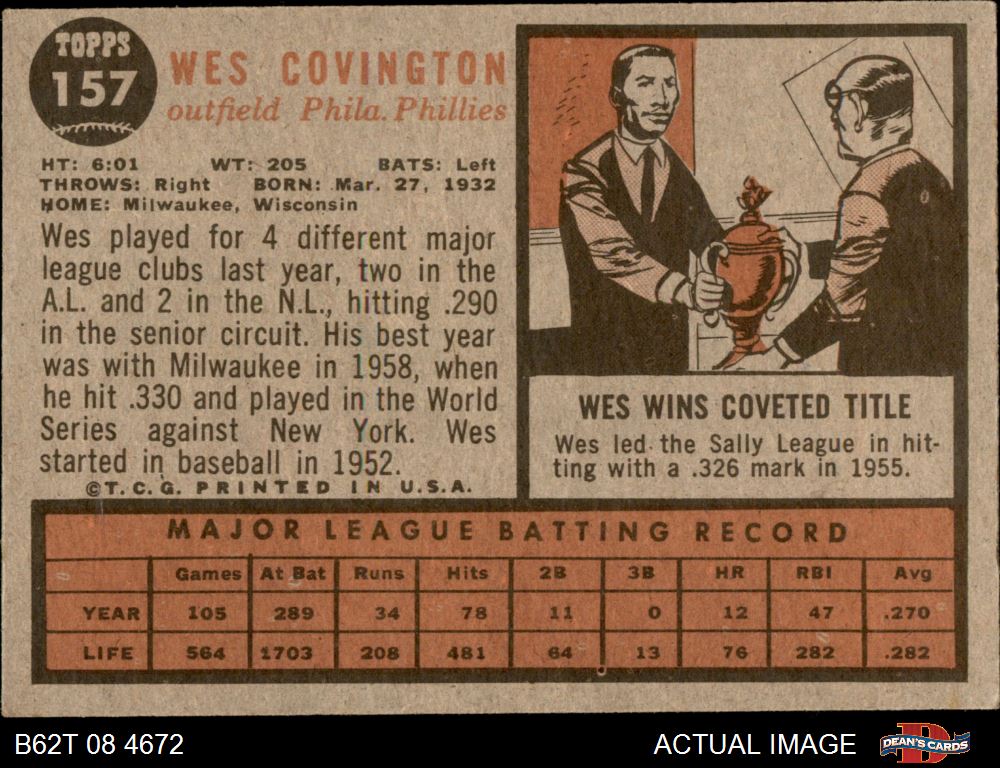 TOPPS
157
WES COVINGTON
outfield Phila. Phillies
HT: 6:01 WT: 205 BATS: Left
THROWS: Right BORN: Mar. 27, 1932
HOME: Milwaukee, Wisconsin
Wes played for 4 different major
league clubs last year, two in the
A.L. and 2 in the N.L., hitting .290
in the senior circuit. His best year
was with Milwaukee in 1958, when
he hit .330 and played in the World
Series against New York. Wes
started in baseball in 1952.
©T.C.G. PRINTED IN U.S.A.
WES WINS COVETED TITLE
Wes led the Sally League in hit-
ting with a .326 mark in 1955.
MAJOR LEAGUE BATTING RECORD
Games At Bat Runs Hits 2B 3B HR RBI Avg
YEAR 105 289 34 78 11 0 12 47 .270
LIFE 564 1703 208 481 64 13 76 282 .282
B62T 08 4672
ACTUAL IMAGE
DEAN'S CARDS